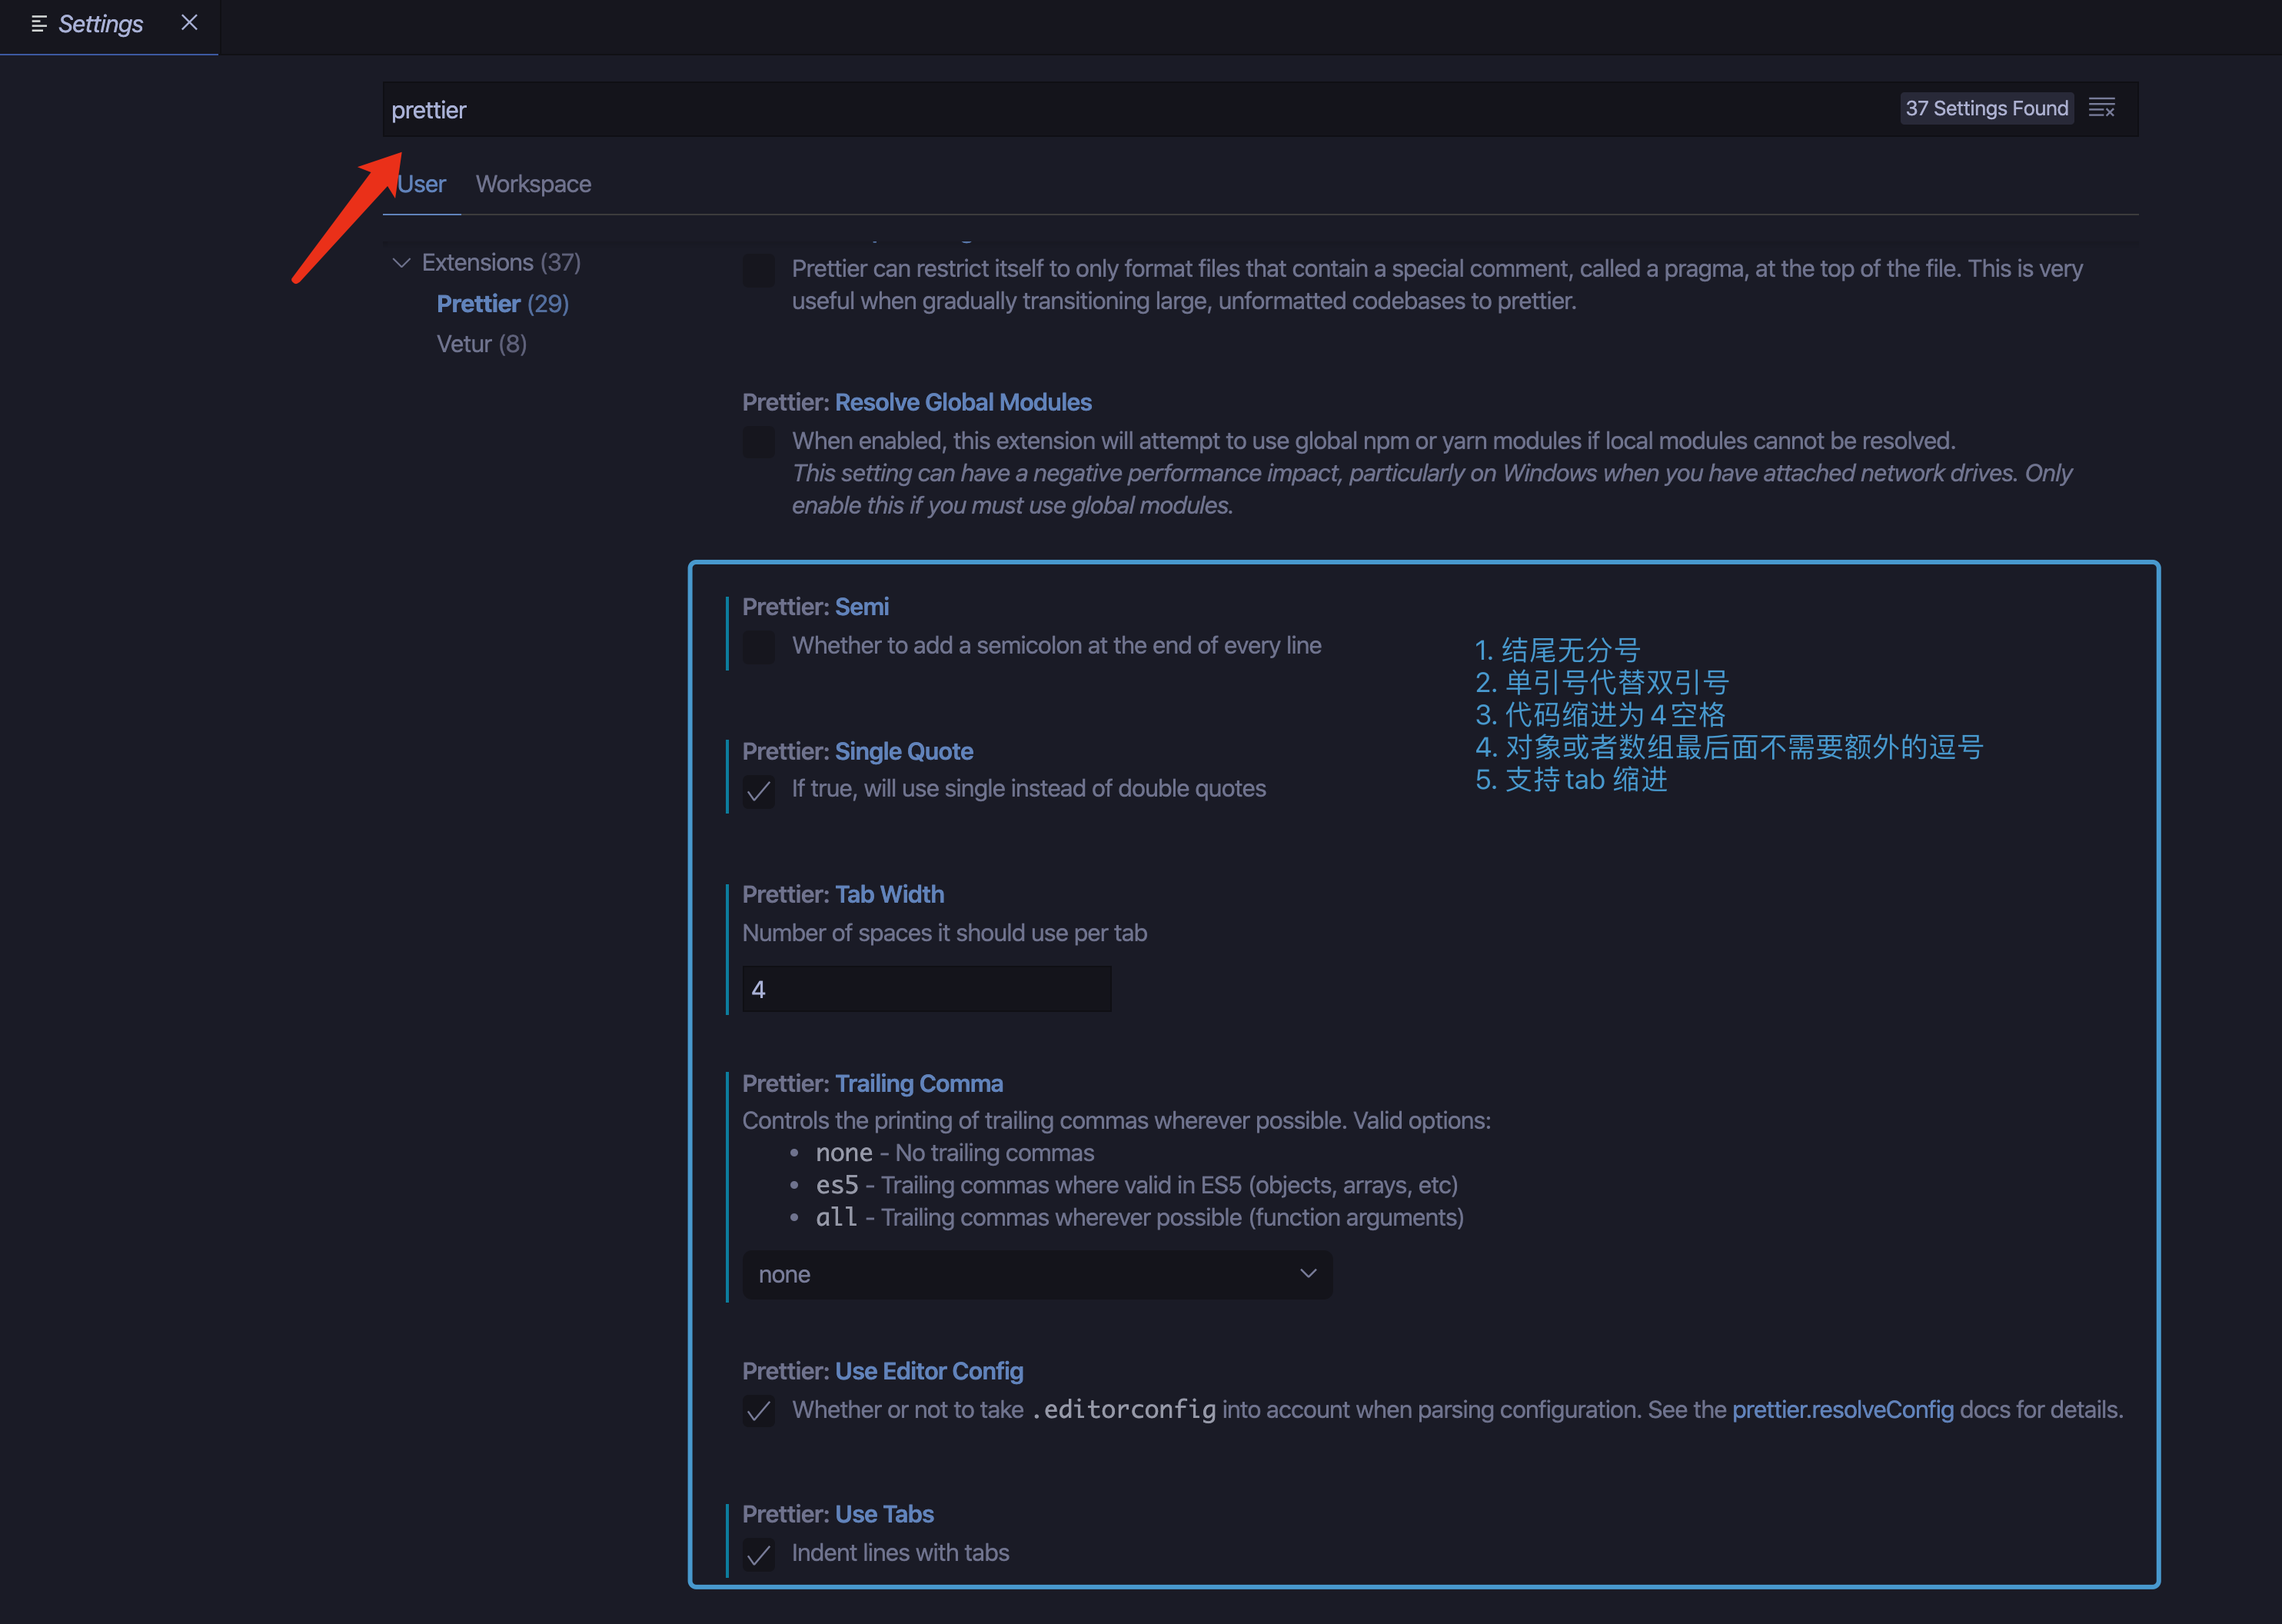 Settings
prettier
37 Settings Found
User
Workspace
Extensions (37)
Prettier (29)
Vetur (8)
Prettier can restrict itself to only format files that contain a special comment, called a pragma, at the top of the file. This is very
useful when gradually transitioning large, unformatted codebases to prettier.
Prettier: Resolve Global Modules
When enabled, this extension will attempt to use global npm or yarn modules if local modules cannot be resolved.
This setting can have a negative performance impact, particularly on Windows when you have attached network drives. Only
enable this if you must use global modules.
Prettier: Semi
Whether to add a semicolon at the end of every line
1. 结尾无分号
2. 单引号代替双引号
3. 代码缩进为4空格
4. 对象或者数组最后面不需要额外的逗号
5. 支持tab 缩进
Prettier: Single Quote
If true, will use single instead of double quotes
Prettier: Tab Width
Number of spaces it should use per tab
4
Prettier: Trailing Comma
Controls the printing of trailing commas wherever possible. Valid options:
• none - No trailing commas
• es5 - Trailing commas where valid in ES5 (objects, arrays, etc)
• all - Trailing commas wherever possible (function arguments)
none
Prettier: Use Editor Config
Whether or not to take .editorconfig into account when parsing configuration. See the prettier.resolveConfig docs for details.
Prettier: Use Tabs
Indent lines with tabs